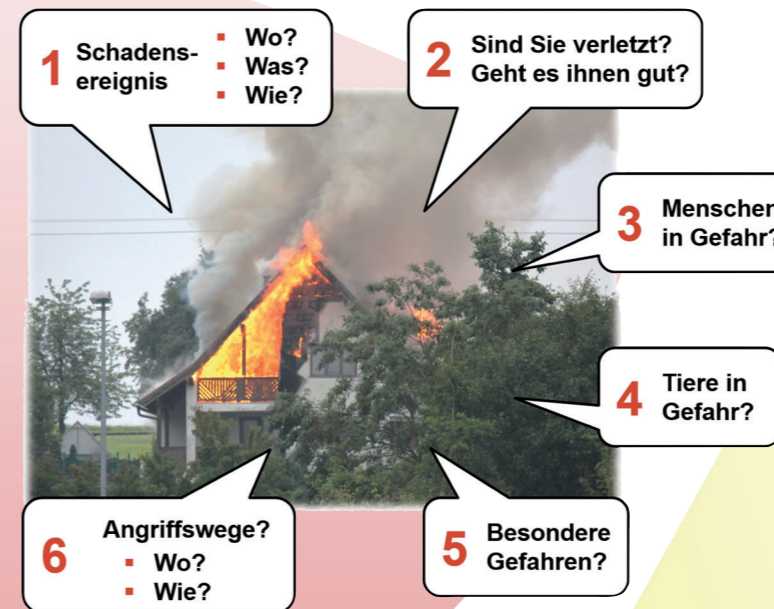 1 Schadens-
ereignis
▪ Wo?
▪ Was?
▪ Wie?
2 Sind Sie verletzt?
Geht es ihnen gut?
3 Menschen
in Gefahr?
4 Tiere in
Gefahr?
5 Besondere
Gefahren?
6 Angriffswege?
▪ Wo?
▪ Wie?